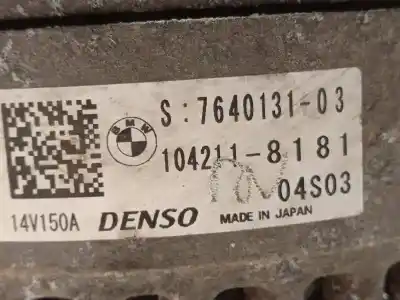 S:7640131-03
BMW
104211-8181
04S03
14V150A DENSO MADE IN JAPAN